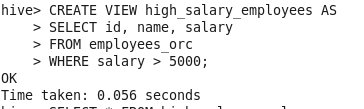 hive> CREATE VIEW high_salary_employees AS
    > SELECT id, name, salary
    > FROM employees_orc
    > WHERE salary > 5000;
OK
Time taken: 0.056 seconds